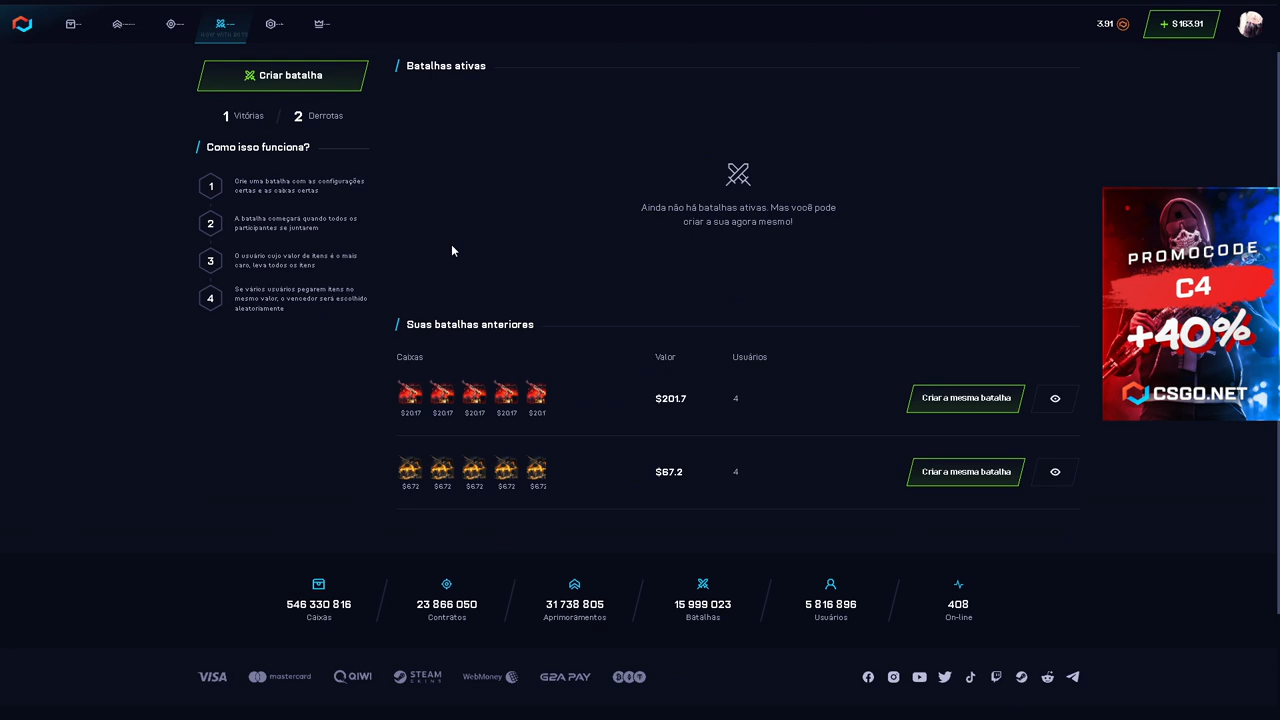 NOW WITH BOTS
3.91
+ $ 163.91
Criar batalha
1 Vitórias
2 Derrotas
Como isso funciona?
1
Crie uma batalha com as configurações
certas e as caixas certas
2
A batalha começará quando todos os
participantes se juntarem
3
O usuário cujo valor de itens é o mais
caro, leva todos os itens
4
Se vários usuários pegarem itens no
mesmo valor, o vencedor será escolhido
aleatoriamente
Batalhas ativas
Ainda não há batalhas ativas. Mas você pode
criar a sua agora mesmo!
Suas batalhas anteriores
Caixas Valor Usuários
$20.17 $20.17 $20.17 $20.17 $20.1
$201.7 4 Criar a mesma batalha
$6.72 $6.72 $6.72 $6.72 $6.72
$67.2 4 Criar a mesma batalha
PROMOCODE
C4
+40%
CSGO.NET
546 330 816 23 866 050 31 738 805 15 999 023 5 816 896 408
Caixas Contratos Aprimoramentos Batalhas Usuários On-line
VISA mastercard QIWI STEAM SKINS WebMoney G2A PAY